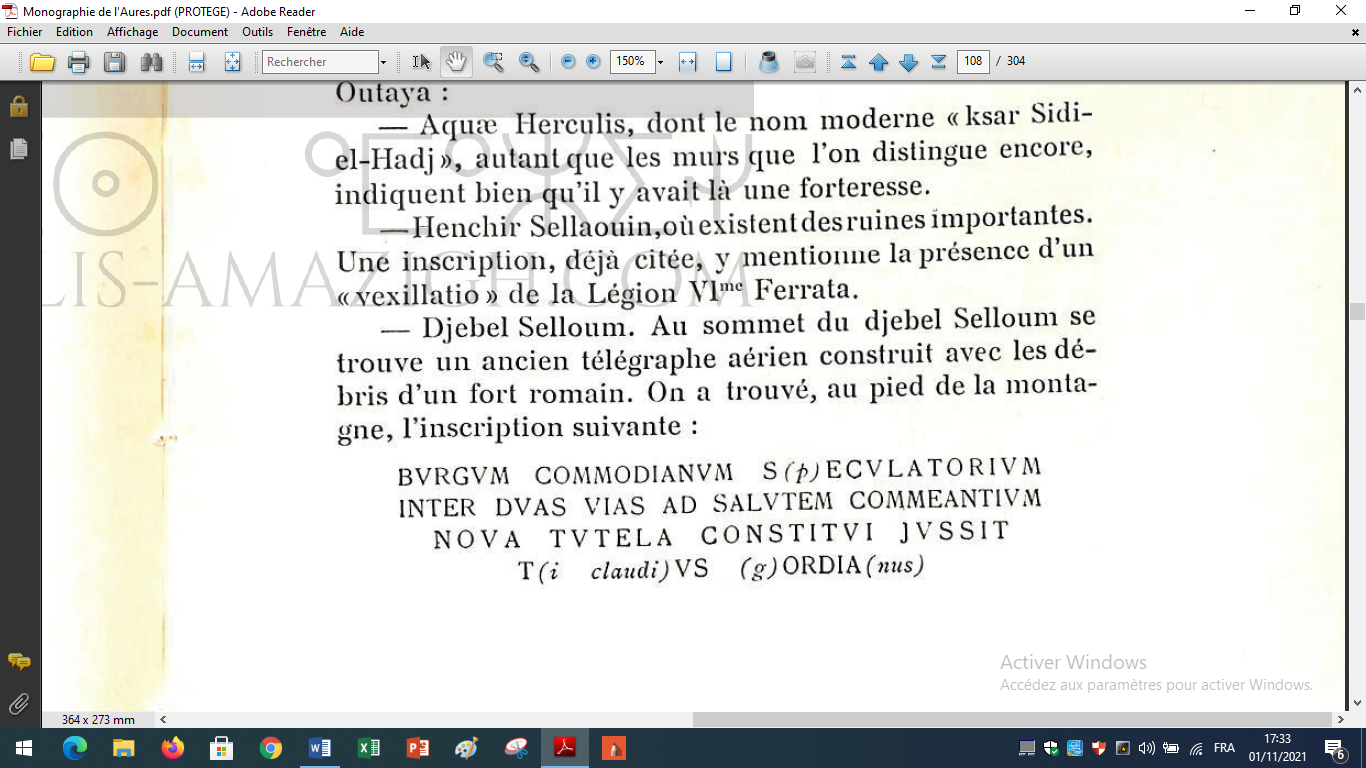 Monographie de l'Aures.pdf (PROTEGE) - Adobe Reader
Fichier Edition Affichage Document Outils Fenêtre Aide
Rechercher 150% 108 / 304
Outaya :
— Aquæ Herculis, dont le nom moderne « ksar Sidi-
el-Hadj », autant que les murs que l'on distingue encore,
indiquent bien qu'il y avait là une forteresse.
— Henchir Sellaouin, où existent des ruines importantes.
Une inscription, déjà citée, y mentionne la présence d'un
« vexillatio » de la Légion VIme Ferrata.
— Djebel Selloum. Au sommet du djebel Selloum se
trouve un ancien télégraphe aérien construit avec les dé-
bris d'un fort romain. On a trouvé, au pied de la monta-
gne, l'inscription suivante :
BVRGVM COMMODIANVM S(p)ECVLATORIVM
INTER DVAS VIAS AD SALVTEM COMMEANTIVM
NOVA TVTELA CONSTITVI JVSSIT
T(i claudi)VS (g)ORDIA(nus)
LIS-AMAZIGH.COM
Activer Windows
Accédez aux paramètres pour activer Windows.
364 x 273 mm
FRA
17:33
01/11/2021
6